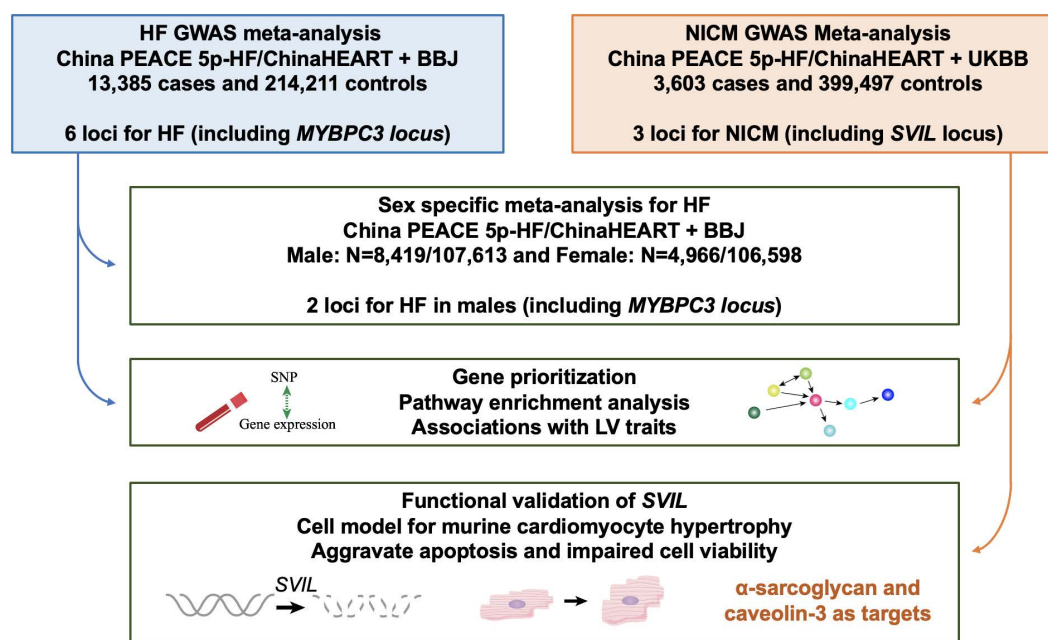 HF GWAS meta-analysis
China PEACE 5p-HF/ChinaHEART + BBJ
13,385 cases and 214,211 controls
6 loci for HF (including MYBPC3 locus)
NICM GWAS Meta-analysis
China PEACE 5p-HF/ChinaHEART + UKBB
3,603 cases and 399,497 controls
3 loci for NICM (including SVIL locus)
Sex specific meta-analysis for HF
China PEACE 5p-HF/ChinaHEART + BBJ
Male: N=8,419/107,613 and Female: N=4,966/106,598
2 loci for HF in males (including MYBPC3 locus)
SNP
Gene expression
Gene prioritization
Pathway enrichment analysis
Associations with LV traits
Functional validation of SVIL
Cell model for murine cardiomyocyte hypertrophy
Aggravate apoptosis and impaired cell viability
SVIL
α-sarcoglycan and
caveolin-3 as targets